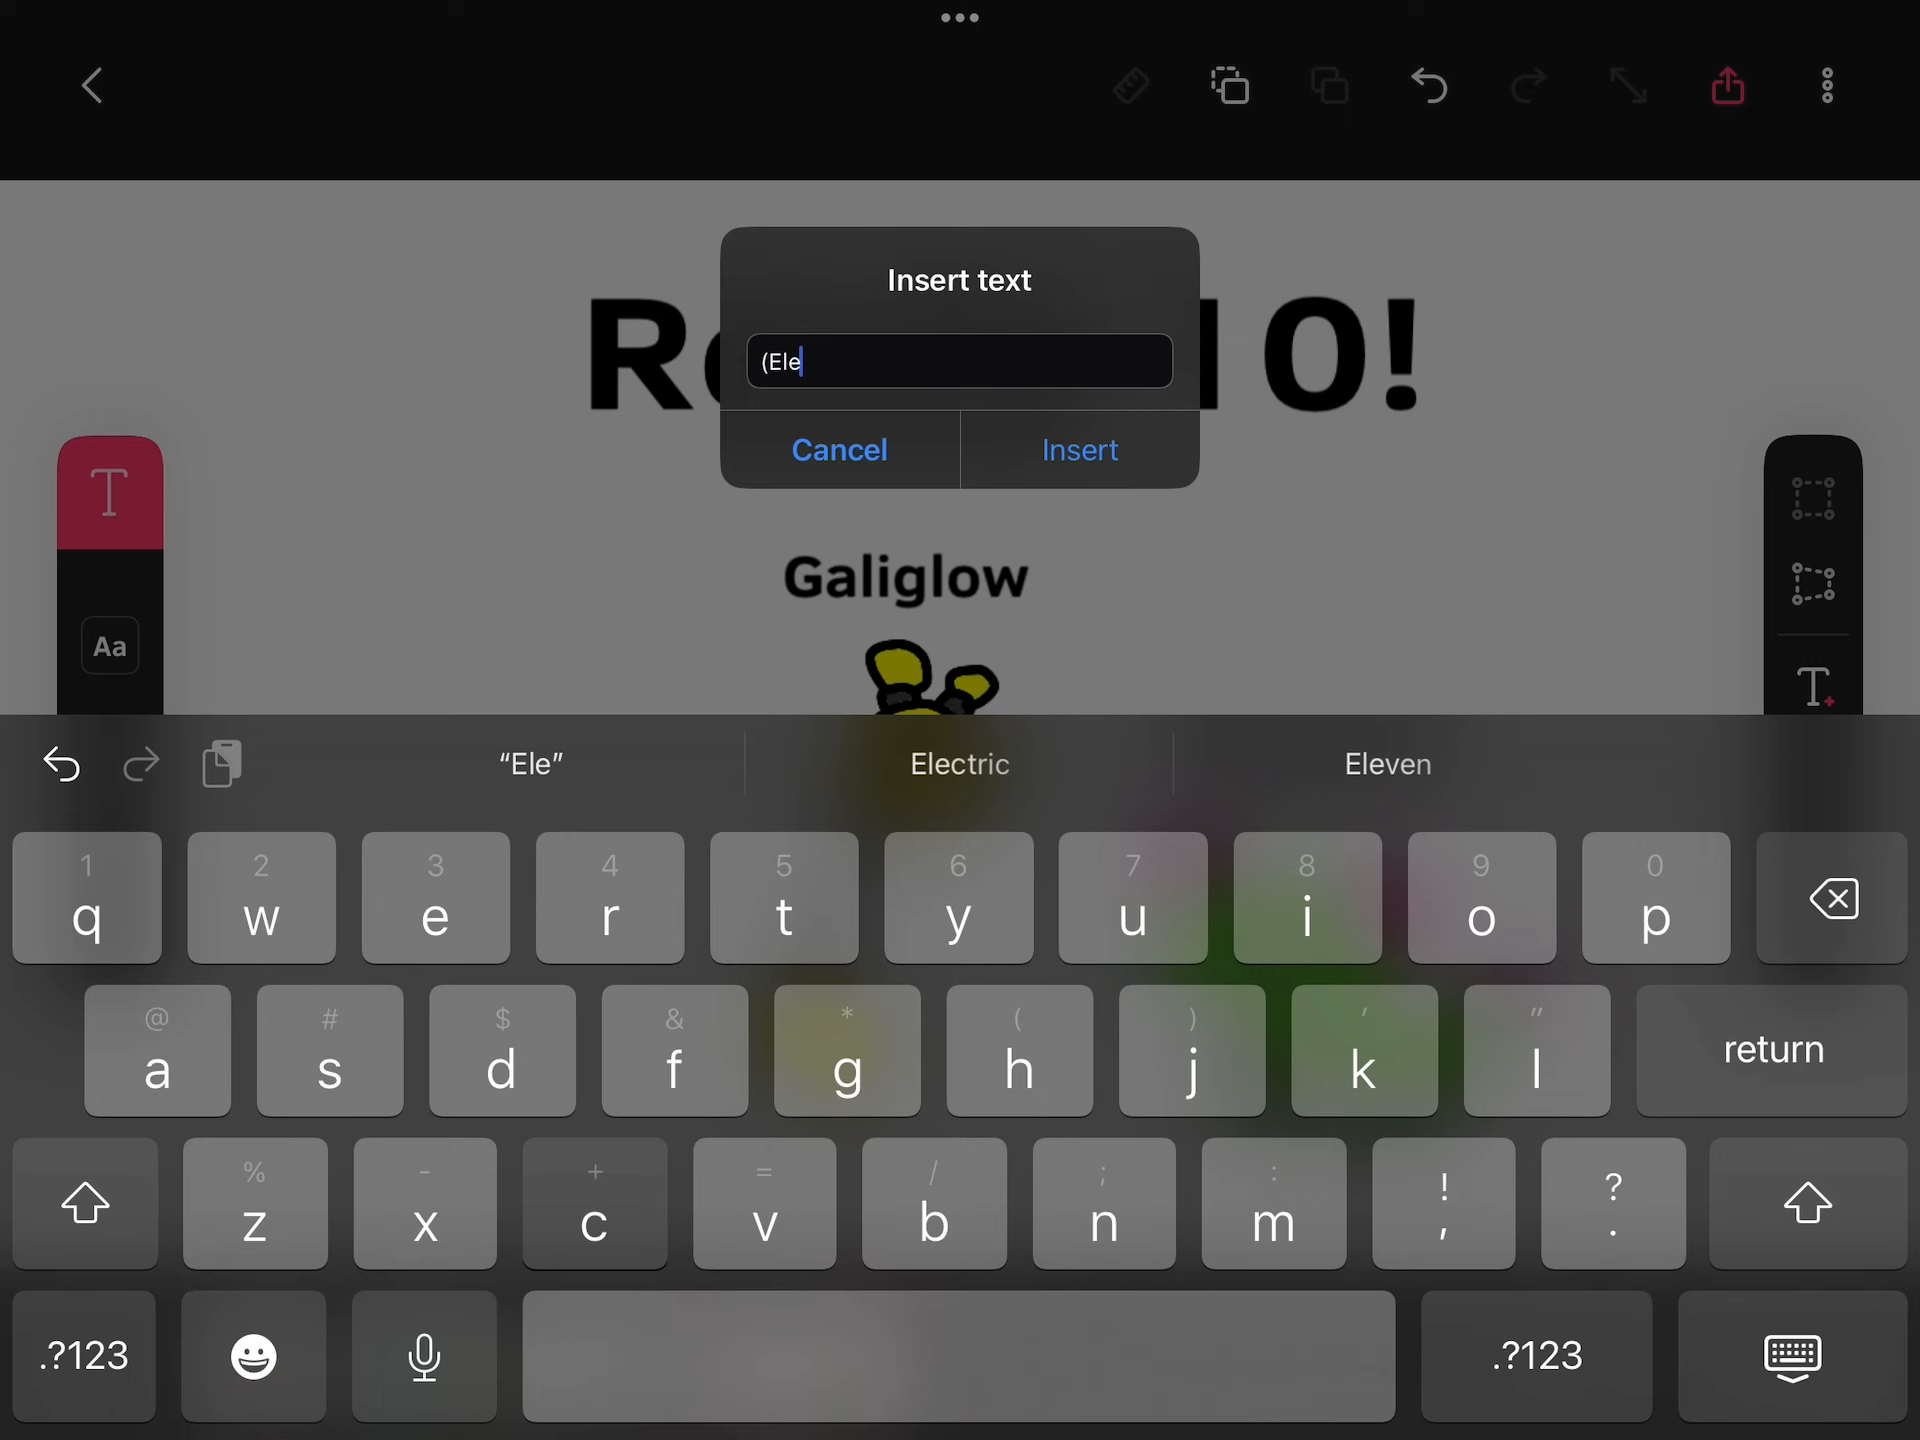 Insert text
R 10!
(Ele
Cancel Insert
Galiglow
T
Aa
T
“Ele” Electric Eleven
1 2 3 4 5 6 7 8 9 0
q w e r t y u i o p
@ # $ & * ( ) ' "
a s d f g h j k l return
% - + = / ; : ! ?
z x c v b n m , .
.?123 .?123